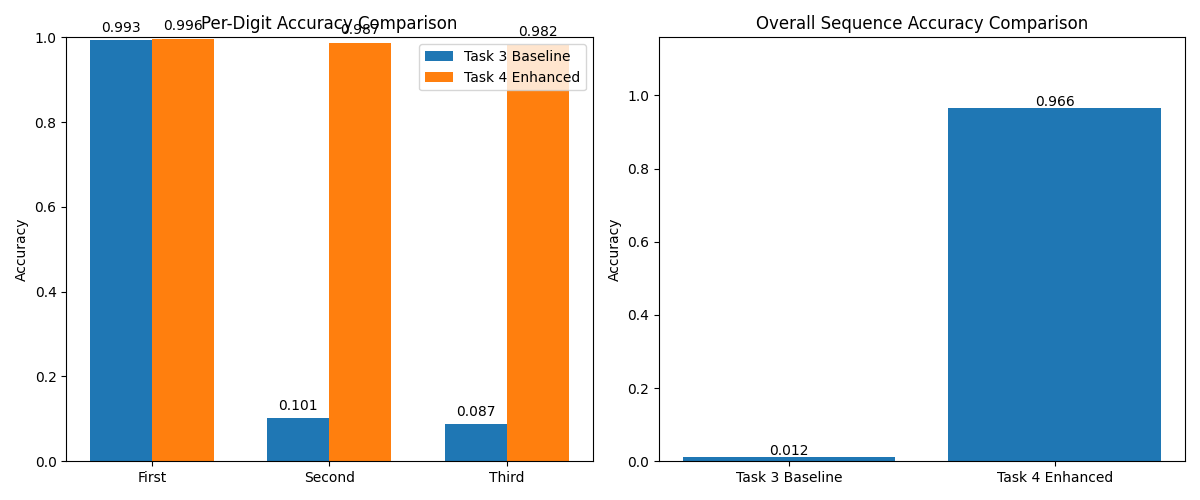 Per-Digit Accuracy Comparison
0.993
0.996
0.987
0.982
Task 3 Baseline
Task 4 Enhanced
0.101
0.087
Accuracy
1.0
0.8
0.6
0.4
0.2
0.0
First
Second
Third
Overall Sequence Accuracy Comparison
0.966
0.012
Accuracy
1.0
0.8
0.6
0.4
0.2
0.0
Task 3 Baseline
Task 4 Enhanced